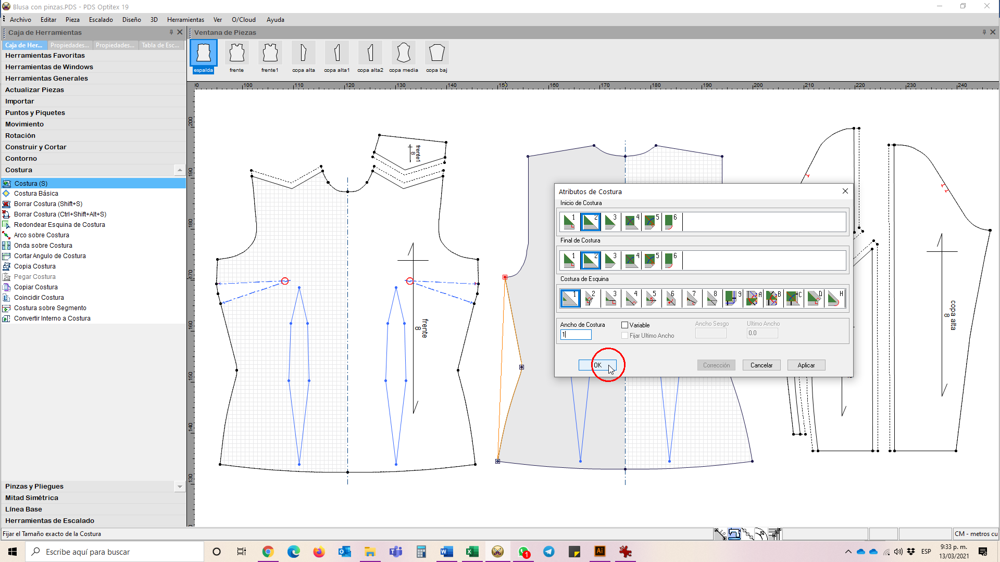 Blusa con pinzas.PDS - PDS Optitex 19
Archivo Editar Pieza Escalado Diseño 3D Herramientas Ver O/Cloud Ayuda
Caja de Herramientas
Ventana de Piezas
Caja de Her... Propiedades... Propiedades... Tabla de Esc...
Herramientas Favoritas
Herramientas de Windows
Herramientas Generales
Actualizar Piezas
Importar
Puntos y Piquetes
Movimiento
Rotación
Construir y Cortar
Contorno
Costura
Costura (S)
Costura Básica
Borrar Costura (Shift+S)
Borrar Costura (Ctrl+Shift+Alt+S)
Redondear Esquina de Costura
Arco sobre Costura
Onda sobre Costura
Cortar Angulo de Costura
Copia Costura
Pegar Costura
Copiar Costura
Coincidir Costura
Costura sobre Segmento
Convertir Interno a Costura
Pinzas y Pliegues
Mitad Simétrica
Línea Base
Herramientas de Escalado
espalda frente frente1 copa alta copa alta1 copa alta2 copa media copa baj
100 110 120 130 140 150 160 170 180 190 200 210 220 230 240
200
190
180
170
160
150
140
130
frente1
8
frente
8
copa alta
8
Atributos de Costura
Inicio de Costura
1 2 3 4 5 6
Final de Costura
1 2 3 4 5 6
Costura de Esquina
1 2 3 4 5 6 7 8 9 A B C D H
Ancho de Costura
1
Variable
Fijar Ultimo Ancho
Ancho Sesgo
Ultimo Ancho
0.0
OK Corrección Cancelar Aplicar
Fijar el Tamaño exacto de la Costura
CM - metros cu
Escribe aquí para buscar
1
ESP
9:33 p. m.
13/03/2021